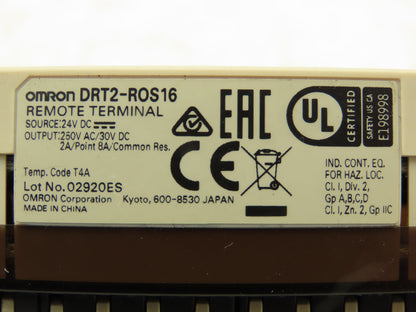 OMRON DRT2-ROS16
REMOTE TERMINAL
SOURCE:24V DC
OUTPUT:250V AC/30V DC
2A/Point 8A/Common Res.
Temp. Code T4A
Lot No.02920ES
OMRON Corporation Kyoto, 600-8530 JAPAN
MADE IN CHINA
EAC
CE
UL
CERTIFIED
SAFETY US CA
E198998
IND. CONT. EQ.
FOR HAZ. LOC.
Cl. I, Div. 2,
Gp A,B,C,D
Cl. I, Zn. 2, Gp IIC